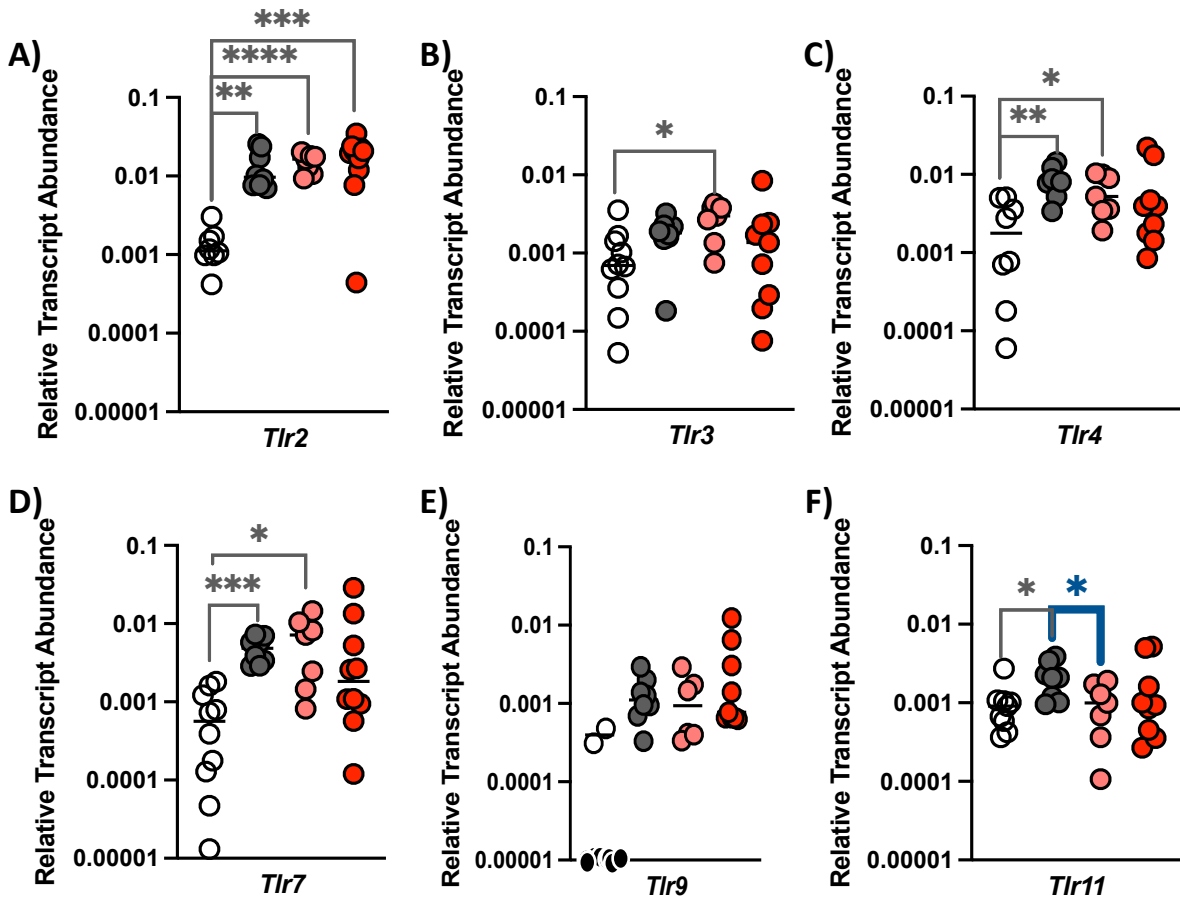 A)
Relative Transcript Abundance
***
****
**
0.1
0.01
0.001
0.0001
0.00001
Tlr2
B)
Relative Transcript Abundance
*
0.1
0.01
0.001
0.0001
0.00001
Tlr3
C)
Relative Transcript Abundance
*
**
0.1
0.01
0.001
0.0001
0.00001
Tlr4
D)
Relative Transcript Abundance
*
***
0.1
0.01
0.001
0.0001
0.00001
Tlr7
E)
Relative Transcript Abundance
0.1
0.01
0.001
0.0001
0.00001
Tlr9
F)
Relative Transcript Abundance
*
*
0.1
0.01
0.001
0.0001
0.00001
Tlr11